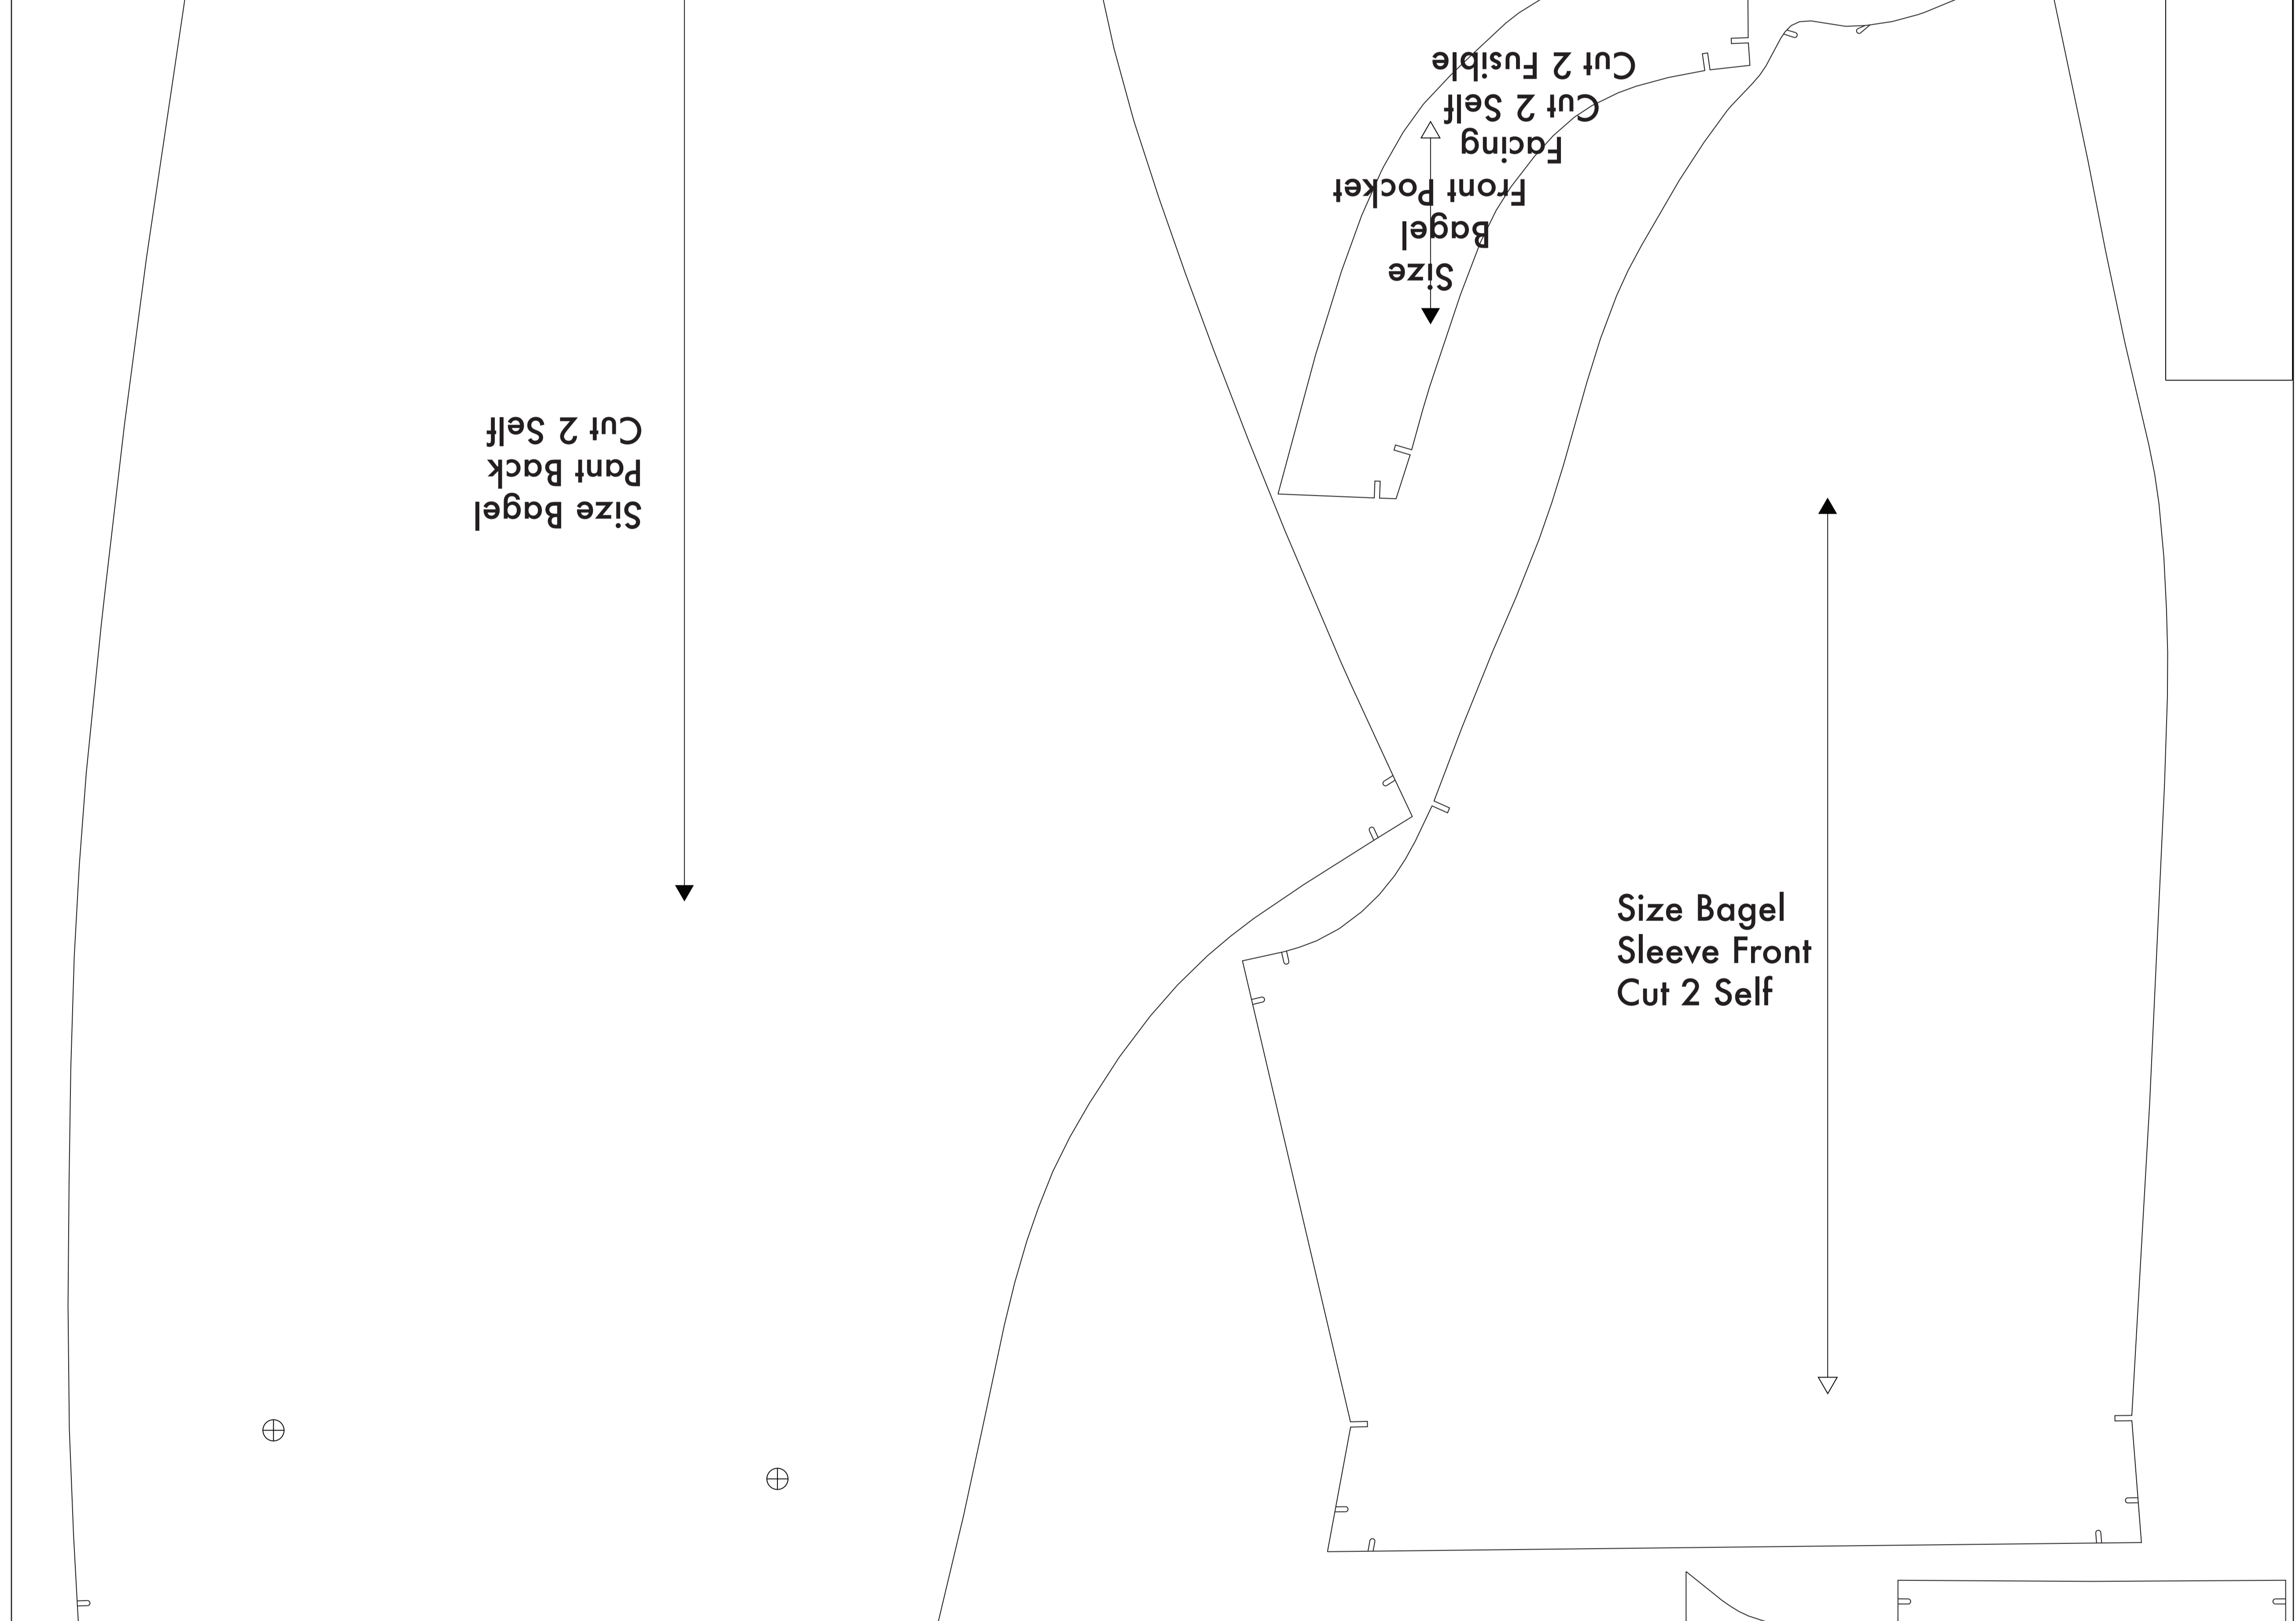 Size Bagel
Pant Back
Cut 2 Self
Size
Bagel
Front Pocket
Facing
Cut 2 Self
Cut 2 Fusible
Size Bagel
Sleeve Front
Cut 2 Self